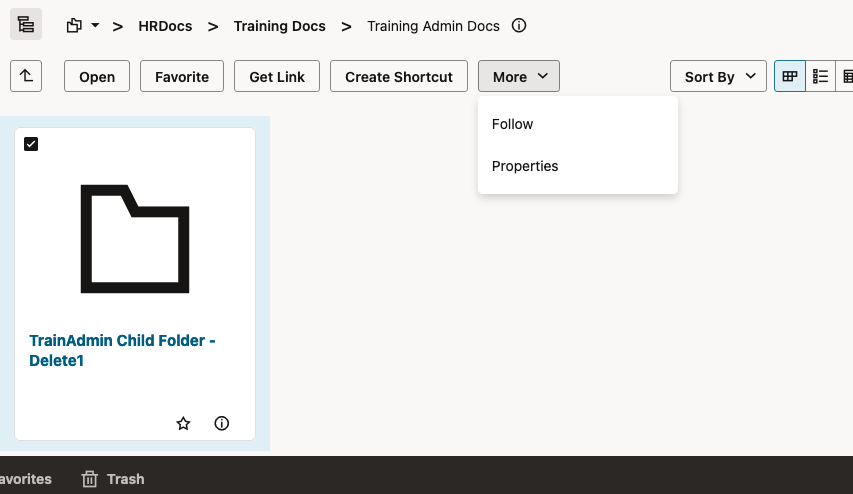 > HRDocs > Training Docs > Training Admin Docs
Open Favorite Get Link Create Shortcut More Sort By
Follow
Properties
TrainAdmin Child Folder -
Delete1
avorites Trash